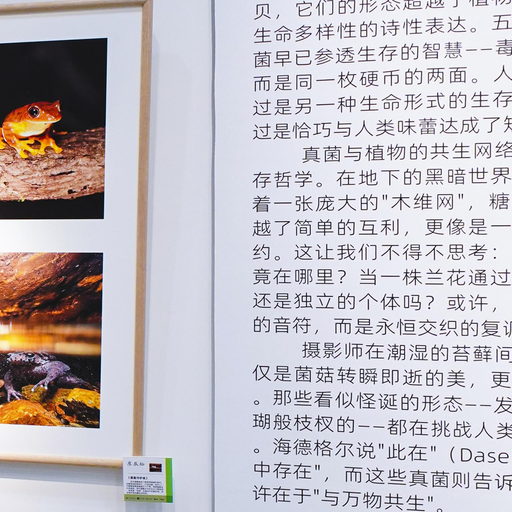 贝，它们的形态超越了植物
生命多样性的诗性表达。五
菌早已参透生存的智慧——毒
而是同一枚硬币的两面。人
过是另一种生命形式的生存
过是恰巧与人类味蕾达成了
真菌与植物的共生网络
存哲学。在地下的黑暗世界
着一张庞大的"木维网"，糖
越了简单的互利，更像是一
约。这让我们不得不思考：
竟在哪里？当一株兰花通过
还是独立的个体吗？或许，
的音符，而是永恒交织的复调
摄影师在潮湿的苔藓间
仅是菌菇转瞬即逝的美，更
。那些看似怪诞的形态——发
瑚般枝杈的——都在挑战人类
。海德格尔说"此在"（Dase
中存在"，而这些真菌则告诉
许在于"与万物共生"。